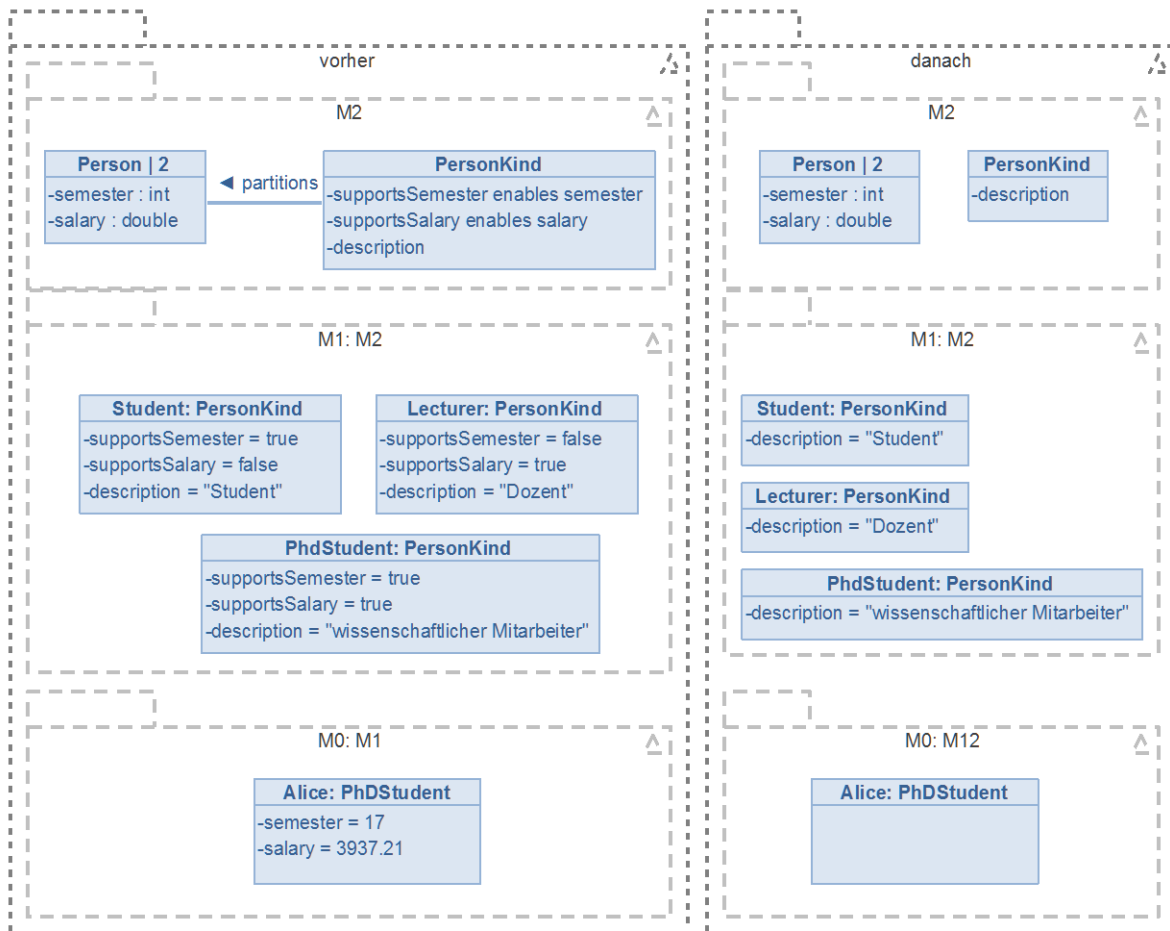 vorher
M2
Person | 2
-semester : int
-salary : double
◄ partitions
PersonKind
-supportsSemester enables semester
-supportsSalary enables salary
-description
M1: M2
Student: PersonKind
-supportsSemester = true
-supportsSalary = false
-description = "Student"
Lecturer: PersonKind
-supportsSemester = false
-supportsSalary = true
-description = "Dozent"
PhdStudent: PersonKind
-supportsSemester = true
-supportsSalary = true
-description = "wissenschaftlicher Mitarbeiter"
M0: M1
Alice: PhDStudent
-semester = 17
-salary = 3937.21
danach
M2
Person | 2
-semester : int
-salary : double
PersonKind
-description
M1: M2
Student: PersonKind
-description = "Student"
Lecturer: PersonKind
-description = "Dozent"
PhdStudent: PersonKind
-description = "wissenschaftlicher Mitarbeiter"
M0: M12
Alice: PhDStudent